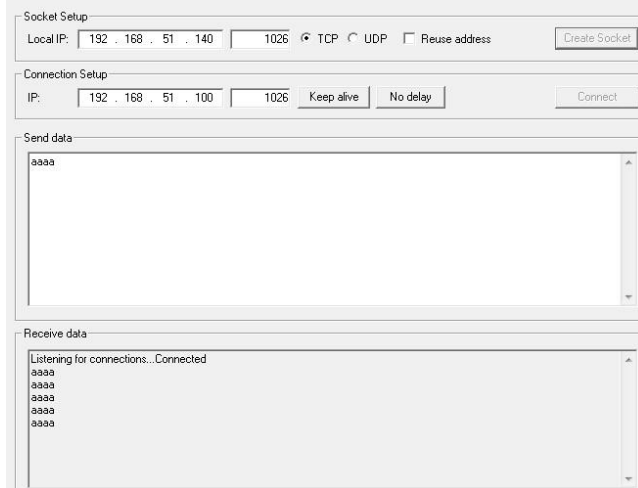 Socket Setup
Local IP: 192 . 168 . 51 . 140 1026 TCP UDP Reuse address Create Socket
Connection Setup
IP: 192 . 168 . 51 . 100 1026 Keep alive No delay Connect
Send data
aaaa
Receive data
Listening for connections...Connected
aaaa
aaaa
aaaa
aaaa
aaaa